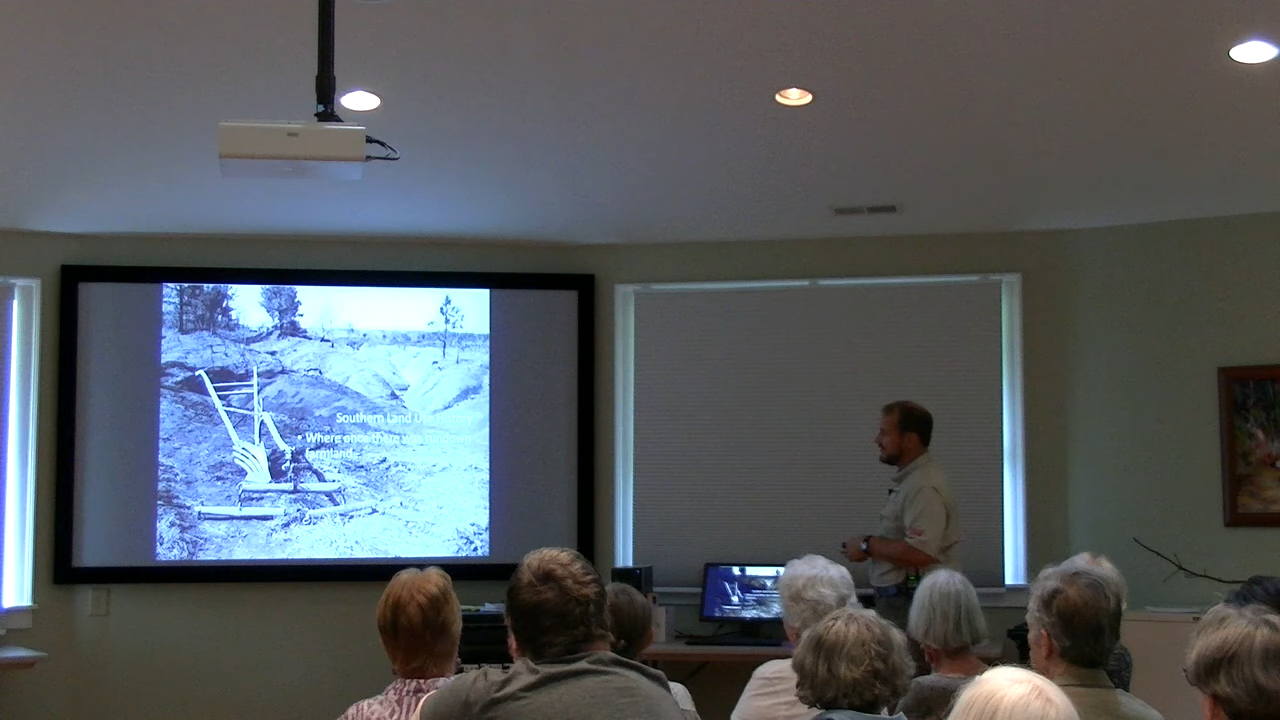 Southern Land Use History
• Where once there was rundown
farmland...